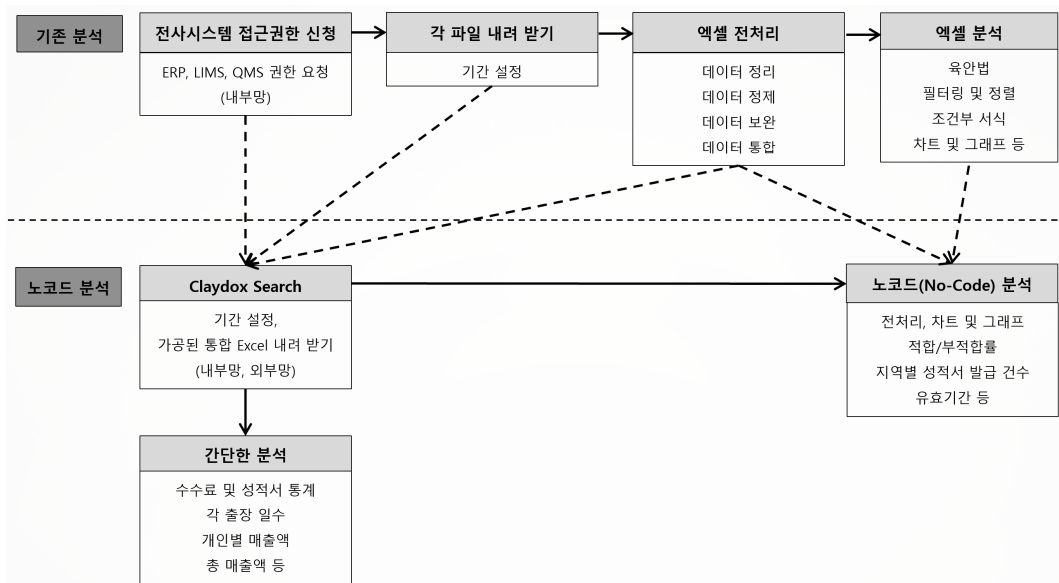 기존 분석
전사시스템 접근권한 신청
ERP, LIMS, QMS 권한 요청
(내부망)
각 파일 내려 받기
기간 설정
엑셀 전처리
데이터 정리
데이터 정제
데이터 보완
데이터 통합
엑셀 분석
육안법
필터링 및 정렬
조건부 서식
차트 및 그래프 등
노코드 분석
Claydox Search
기간 설정,
가공된 통합 Excel 내려 받기
(내부망, 외부망)
노코드(No-Code) 분석
전처리, 차트 및 그래프
적합/부적합률
지역별 성적서 발급 건수
유효기간 등
간단한 분석
수수료 및 성적서 통계
각 출장 일수
개인별 매출액
총 매출액 등